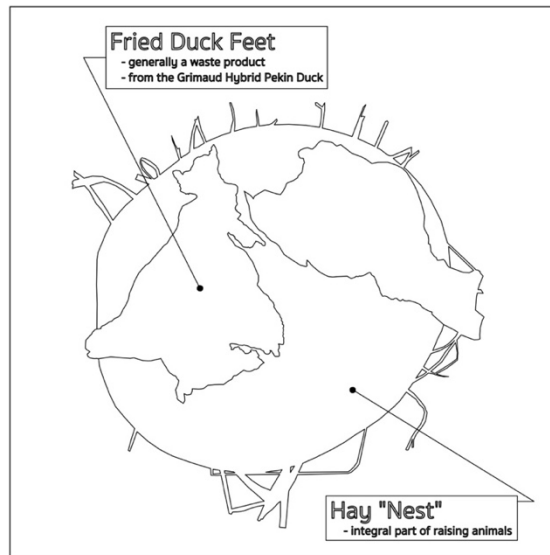 Fried Duck Feet
- generally a waste product
- from the Grimaud Hybrid Pekin Duck
Hay "Nest"
- integral part of raising animals